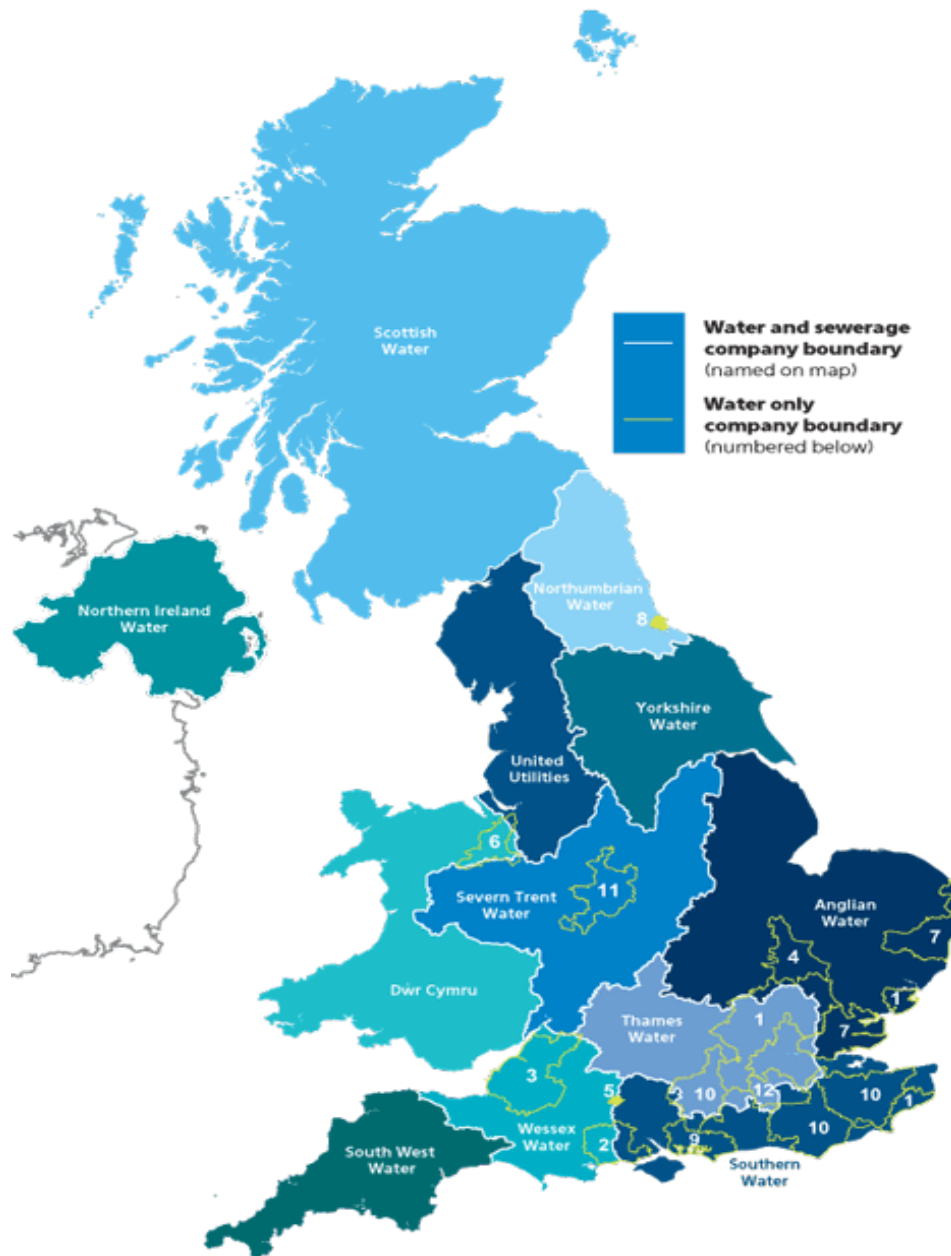 Scottish
Water
Water and sewerage
company boundary
(named on map)
Water only
company boundary
(numbered below)
Northumbrian
Water
8
Northern Ireland
Water
Yorkshire
Water
United
Utilities
6
Severn Trent
Water
11
Anglian
Water
7
4
1
Dŵr Cymru
Thames
Water
1
7
3
5
10
12
10
1
Wessex
Water
2
9
10
South West
Water
Southern
Water